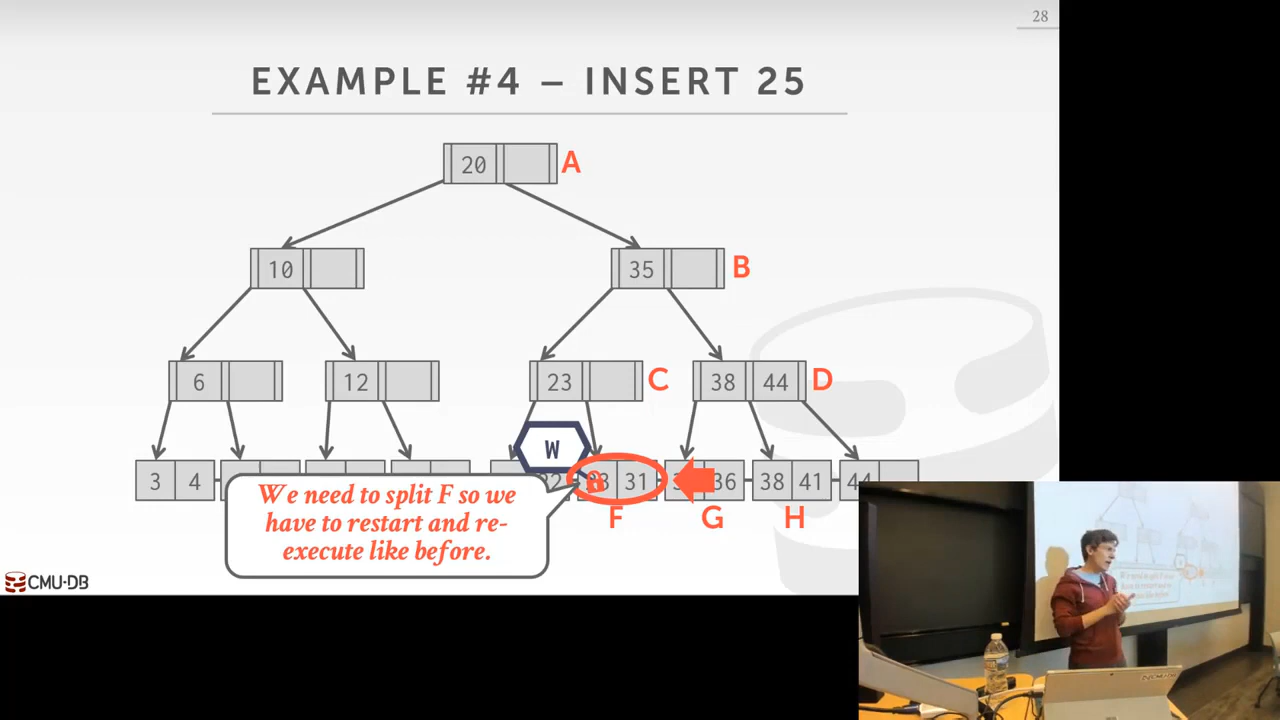 28
EXAMPLE #4 – INSERT 25
20
A
10
35
B
6
12
23
C
38 44
D
W
3 4
31
36
38 41
44
F
G
H
We need to split F so we
have to restart and re-
execute like before.
CMU·DB